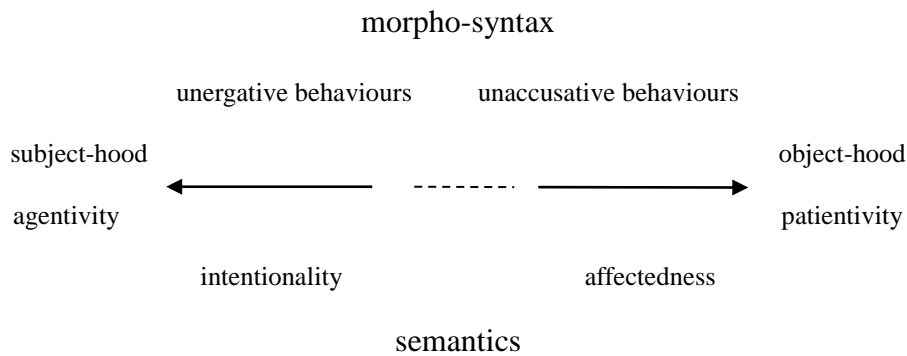 morpho-syntax
unergative behaviours unaccusative behaviours
subject-hood object-hood
agentivity patientivity
intentionality affectedness
semantics